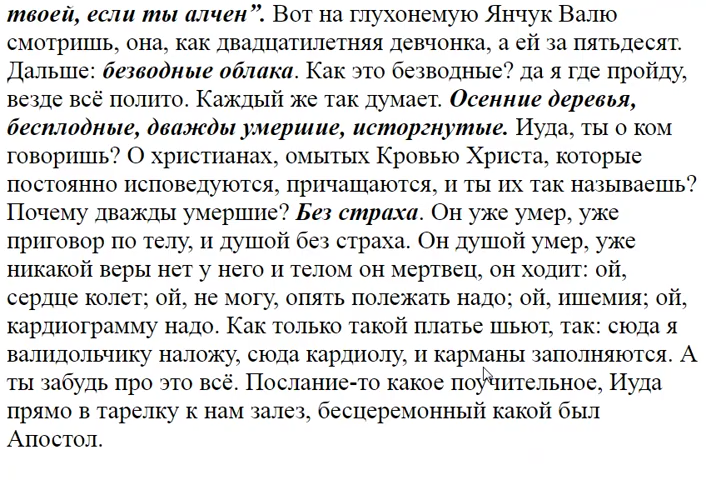 твоей, если ты алчен”. Вот на глухонемую Янчук Валю
смотришь, она, как двадцатилетняя девчонка, а ей за пятьдесят.
Дальше: безводные облака. Как это безводные? да я где пройду,
везде всё полито. Каждый же так думает. Осенние деревья,
бесплодные, дважды умершие, исторгнутые. Иуда, ты о ком
говоришь? О христианах, омытых Кровью Христа, которые
постоянно исповедуются, причащаются, и ты их так называешь?
Почему дважды умершие? Без страха. Он уже умер, уже
приговор по телу, и душой без страха. Он душой умер, уже
никакой веры нет у него и телом он мертвец, он ходит: ой,
сердце колет; ой, не могу, опять полежать надо; ой, ишемия; ой,
кардиограмму надо. Как только такой платье шьют, так: сюда я
валидольчику наложу, сюда кардиолу, и карманы заполняются. А
ты забудь про это всё. Послание-то какое поучительное, Иуда
прямо в тарелку к нам залез, бесцеремонный какой был
Апостол.